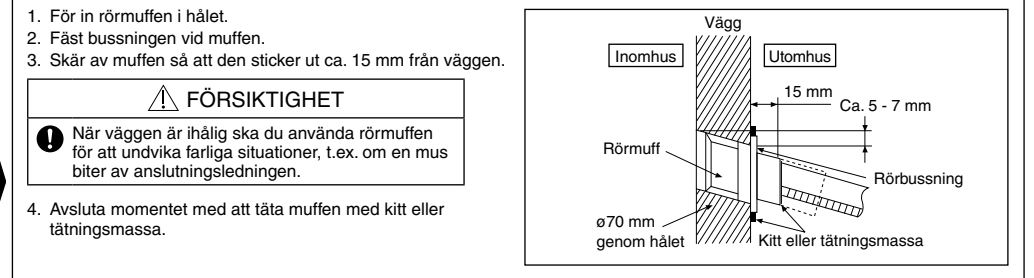 1. För in rörmuffen i hålet.
2. Fäst bussningen vid muffen.
3. Skär av muffen så att den sticker ut ca. 15 mm från väggen.
FÖRSIKTIGHET
När väggen är ihålig ska du använda rörmuffen
för att undvika farliga situationer, t.ex. om en mus
biter av anslutningsledningen.
4. Avsluta momentet med att täta muffen med kitt eller
tätningsmassa.
Vägg
Inomhus
Utomhus
15 mm
Ca. 5 - 7 mm
Rörmuff
Rörbussning
ø70 mm
genom hålet
Kitt eller tätningsmassa